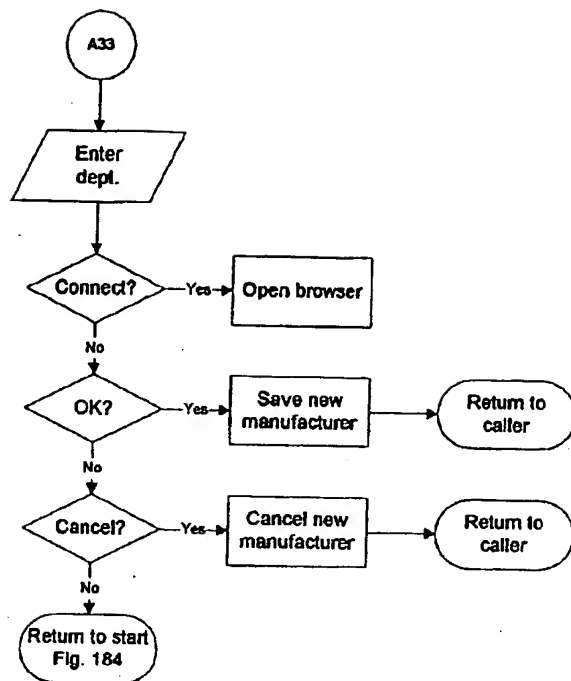 A33
Enter
dept.
Connect?
Yes
Open browser
No
OK?
Yes
Save new
manufacturer
Return to
caller
No
Cancel?
Yes
Cancel new
manufacturer
Return to
caller
No
Return to start
Fig. 184